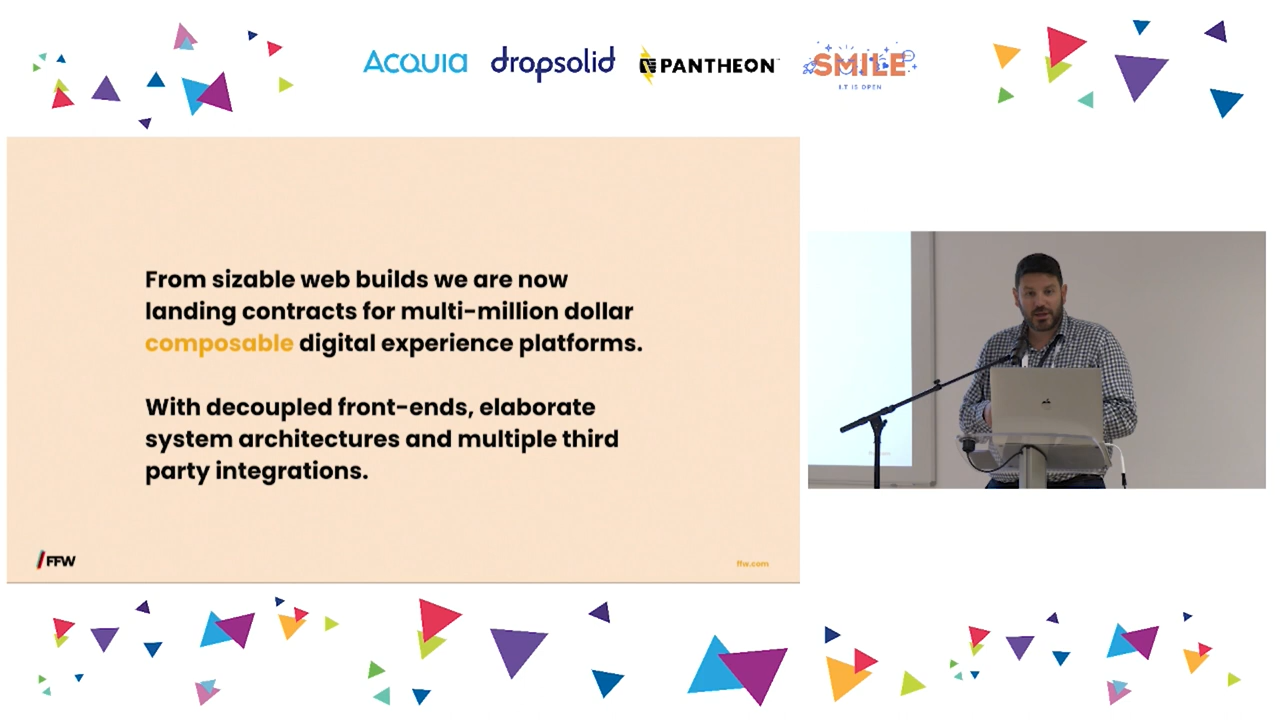 ACQUIA
dropsolid
PANTHEON
SMILE
I.T IS OPEN
From sizable web builds we are now
landing contracts for multi-million dollar
composable digital experience platforms.
With decoupled front-ends, elaborate
system architectures and multiple third
party integrations.
/FFW
ffw.com